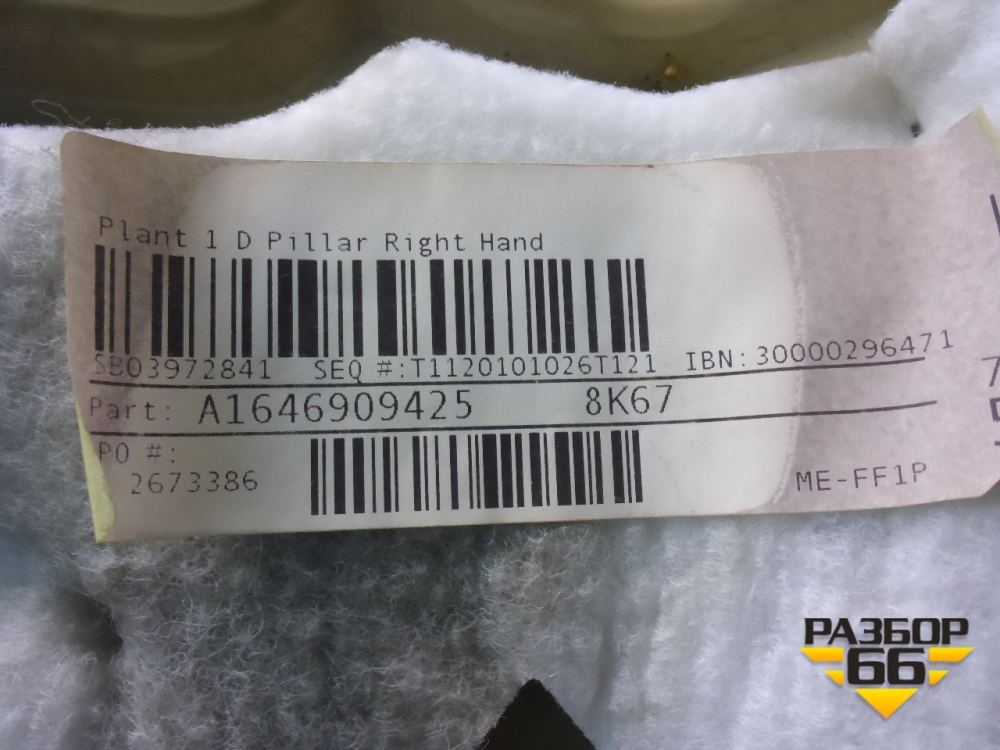 Plant 1 D Pillar Right Hand
SB03972841 SEQ #:T1120101026T121 IBN:30000296471
Part: A1646909425 8K67
PO #:
2673386
ME-FF1P
РАЗБОР
66